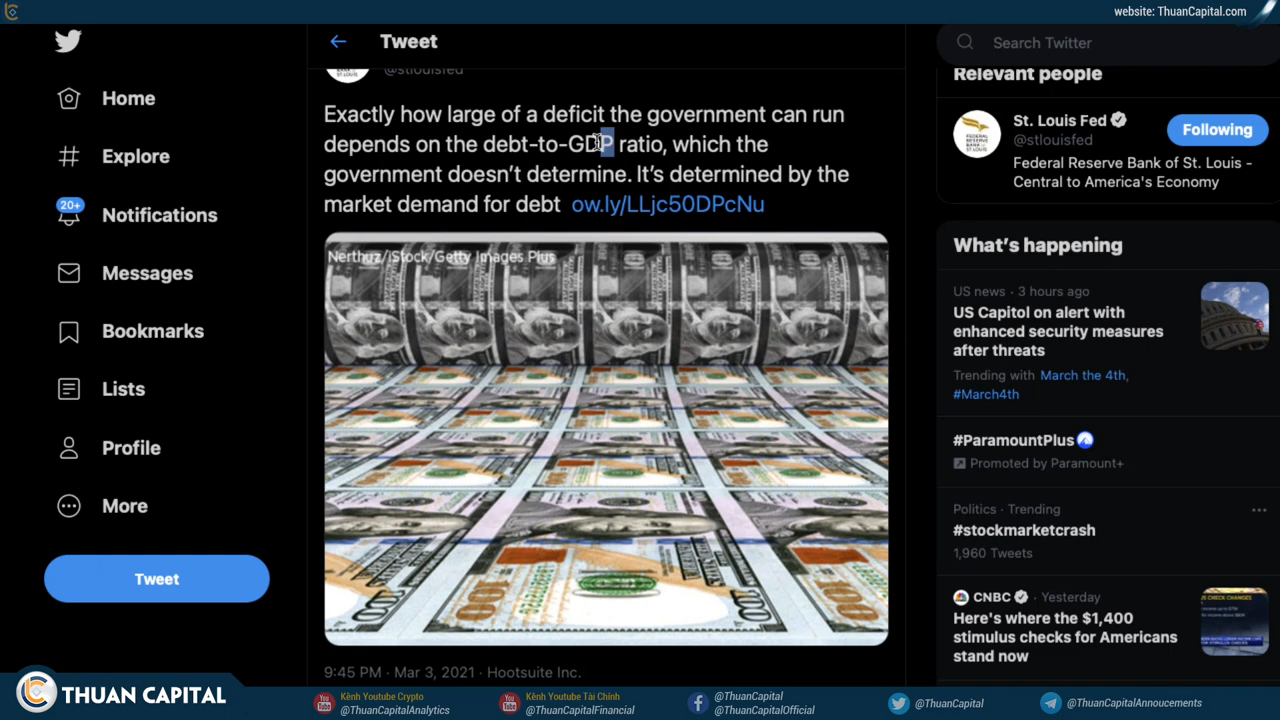 website: ThuanCapital.com
Home
Explore
20+
Notifications
Messages
Bookmarks
Lists
Profile
More
Tweet
Tweet
@stlouisfed
Exactly how large of a deficit the government can run
depends on the debt-to-GDP ratio, which the
government doesn’t determine. It’s determined by the
market demand for debt ow.ly/LLjc50DPcNu
Nerthuz/iStock/Getty Images Plus
9:45 PM · Mar 3, 2021 · Hootsuite Inc.
Search Twitter
Relevant people
St. Louis Fed
@stlouisfed
Following
Federal Reserve Bank of St. Louis -
Central to America's Economy
What’s happening
US news · 3 hours ago
US Capitol on alert with
enhanced security measures
after threats
Trending with March the 4th,
#March4th
#ParamountPlus
Promoted by Paramount+
Politics · Trending
#stockmarketcrash
1,960 Tweets
CNBC · Yesterday
Here's where the $1,400
stimulus checks for Americans
stand now
THUAN CAPITAL
Kênh Youtube Crypto
@ThuanCapitalAnalytics
Kênh Youtube Tài Chính
@ThuanCapitalFinancial
@ThuanCapital
@ThuanCapitalOfficial
@ThuanCapital
@ThuanCapitalAnnoucements